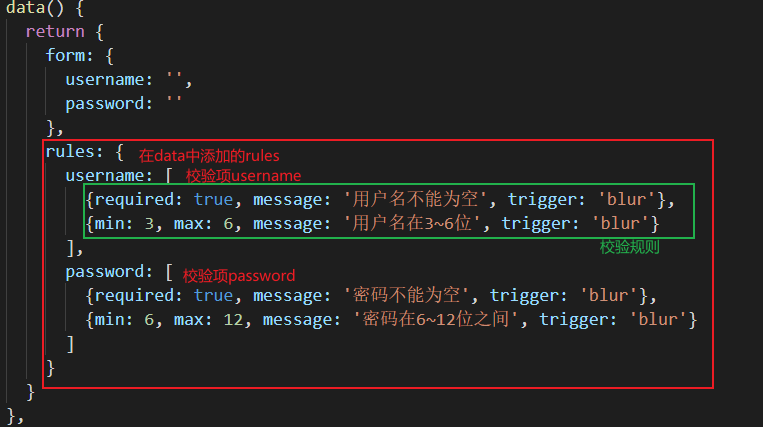 data() {
return {
form: {
username: '',
password: ''
},
rules: { 在data中添加的rules
username: [ 校验项username
{required: true, message: '用户名不能为空', trigger: 'blur'},
{min: 3, max: 6, message: '用户名在3~6位', trigger: 'blur'}
], 校验规则
password: [ 校验项password
{required: true, message: '密码不能为空', trigger: 'blur'},
{min: 6, max: 12, message: '密码在6~12位之间', trigger: 'blur'}
]
}
}
},